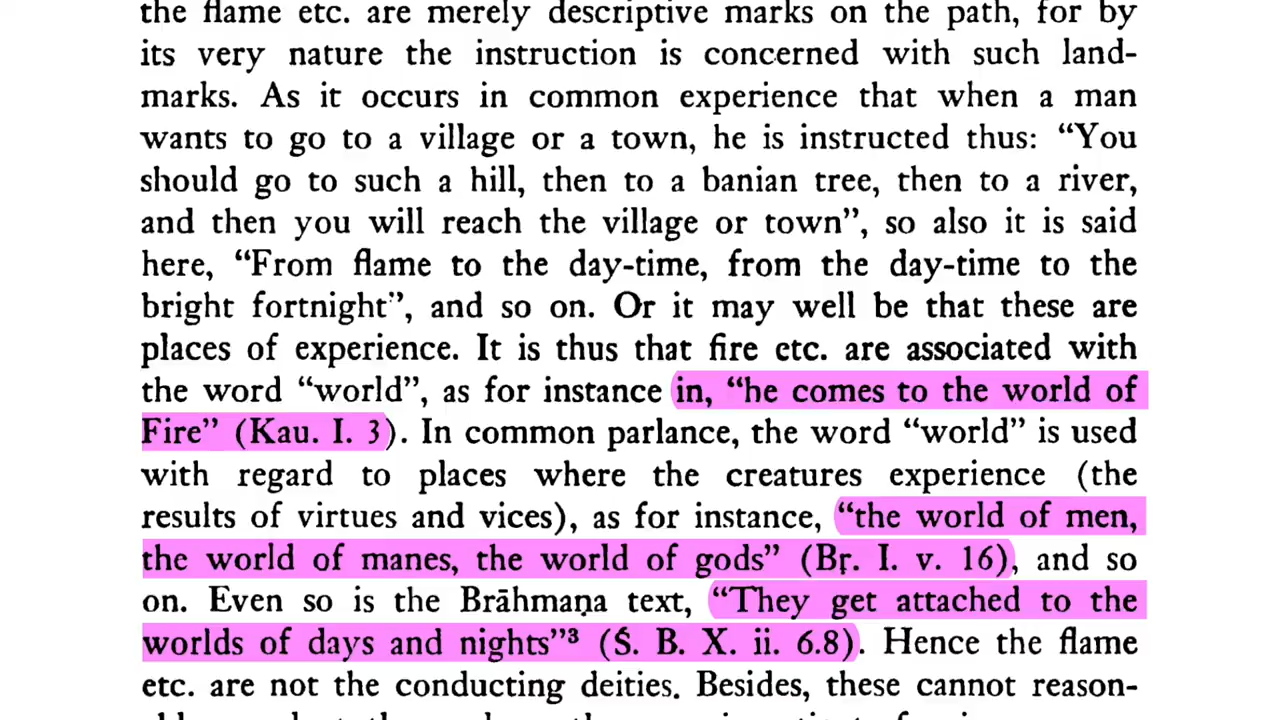 the flame etc. are merely descriptive marks on the path, for by
its very nature the instruction is concerned with such land-
marks. As it occurs in common experience that when a man
wants to go to a village or a town, he is instructed thus: “You
should go to such a hill, then to a banian tree, then to a river,
and then you will reach the village or town”, so also it is said
here, “From flame to the day-time, from the day-time to the
bright fortnight”, and so on. Or it may well be that these are
places of experience. It is thus that fire etc. are associated with
the word “world”, as for instance in, “he comes to the world of
Fire” (Kau. I. 3). In common parlance, the word “world” is used
with regard to places where the creatures experience (the
results of virtues and vices), as for instance, “the world of men,
the world of manes, the world of gods” (Bṛ. I. v. 16), and so
on. Even so is the Brāhmaṇa text, “They get attached to the
worlds of days and nights”³ (Ś. B. X. ii. 6.8). Hence the flame
etc. are not the conducting deities. Besides, these cannot reason-